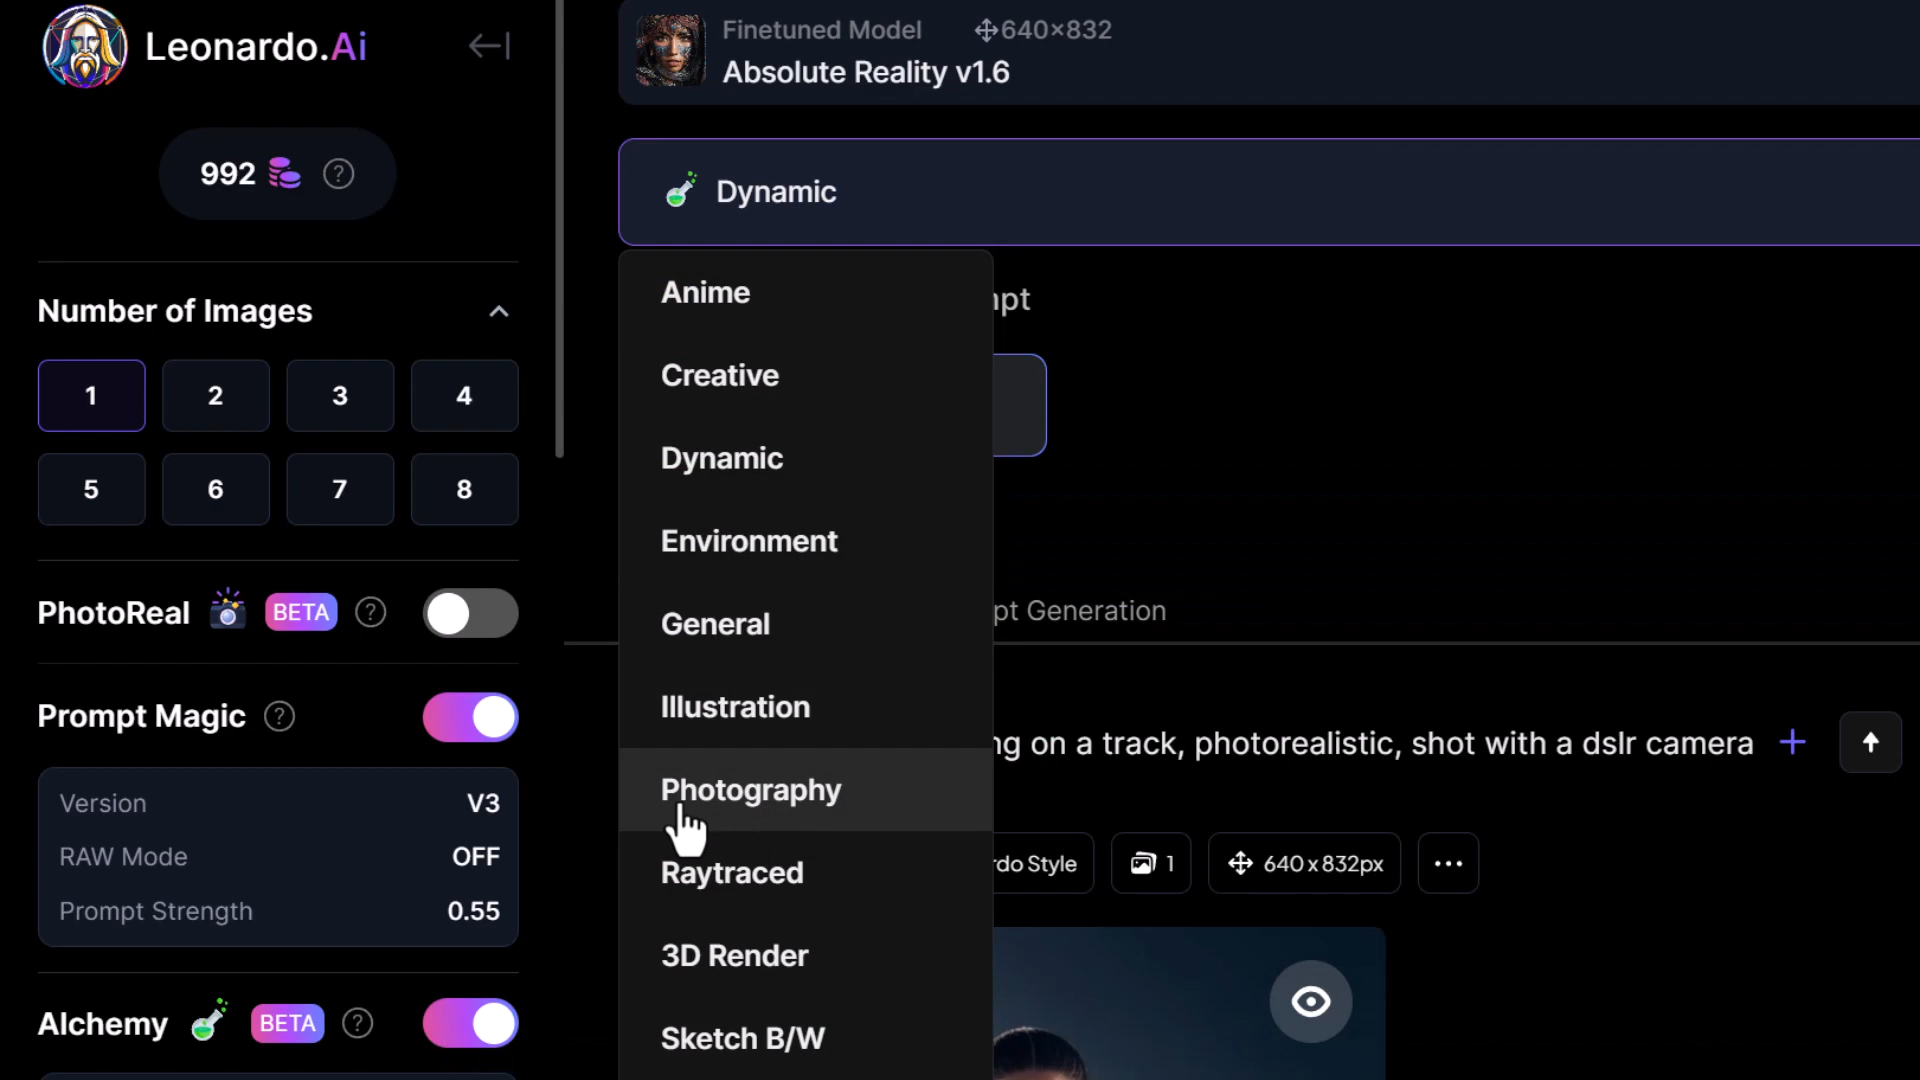 Leonardo.Ai
992
?
Number of Images
1 2 3 4
5 6 7 8
PhotoReal BETA ?
Prompt Magic ?
Version V3
RAW Mode OFF
Prompt Strength 0.55
Alchemy BETA ?
Finetuned Model 640×832
Absolute Reality v1.6
Dynamic
Anime
Creative
Dynamic
Environment
General
Illustration
Photography
Raytraced
3D Render
Sketch B/W
pt Generation
ng on a track, photorealistic, shot with a dslr camera
do Style
1
640 x 832px